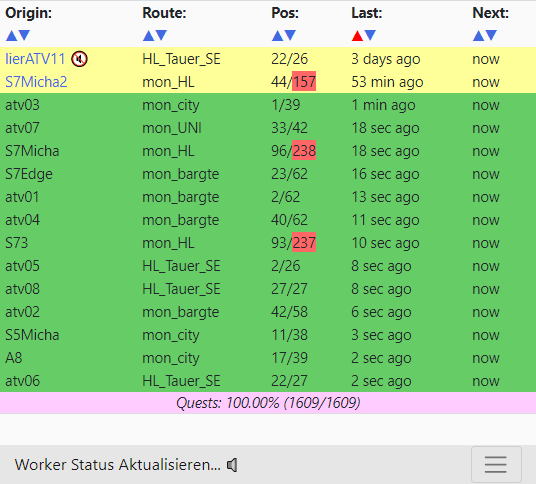 Origin: Route: Pos: Last: Next:
lierATV11 HL_Tauer_SE 22/26 3 days ago now
S7Micha2 mon_HL 44/157 53 min ago now
atv03 mon_city 1/39 1 min ago now
atv07 mon_UNI 33/42 18 sec ago now
S7Micha mon_HL 96/238 18 sec ago now
S7Edge mon_bargte 23/62 16 sec ago now
atv01 mon_bargte 2/62 13 sec ago now
atv04 mon_bargte 40/62 11 sec ago now
S73 mon_HL 93/237 10 sec ago now
atv05 HL_Tauer_SE 2/26 8 sec ago now
atv08 HL_Tauer_SE 27/27 8 sec ago now
atv02 mon_bargte 42/58 6 sec ago now
S5Micha mon_city 11/38 3 sec ago now
A8 mon_city 17/39 2 sec ago now
atv06 HL_Tauer_SE 22/27 2 sec ago now
Quests: 100.00% (1609/1609)
Worker Status Aktualisieren...